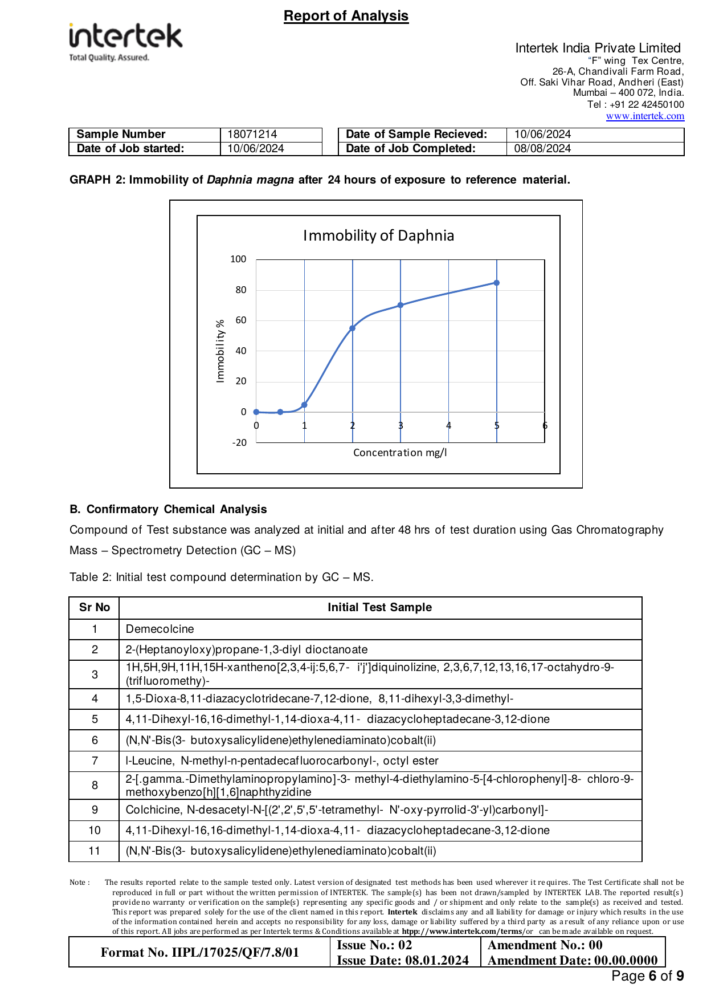 Report of Analysis
intertek
Total Quality. Assured.
Intertek India Private Limited
“F” wing Tex Centre,
26-A, Chandivali Farm Road,
Off. Saki Vihar Road, Andheri (East)
Mumbai – 400 072, India.
Tel : +91 22 42450100
www.intertek.com
Sample Number 18071214 Date of Sample Recieved: 10/06/2024
Date of Job started: 10/06/2024 Date of Job Completed: 08/08/2024
GRAPH 2: Immobility of Daphnia magna after 24 hours of exposure to reference material.
Immobility of Daphnia
100
80
60
40
20
0
-20
Immobility %
0 1 2 3 4 5 6
Concentration mg/l
B. Confirmatory Chemical Analysis
Compound of Test substance was analyzed at initial and after 48 hrs of test duration using Gas Chromatography
Mass – Spectrometry Detection (GC – MS)
Table 2: Initial test compound determination by GC – MS.
Sr No Initial Test Sample
1 Demecolcine
2 2-(Heptanoyloxy)propane-1,3-diyl dioctanoate
3 1H,5H,9H,11H,15H-xantheno[2,3,4-ij:5,6,7- i'j']diquinolizine, 2,3,6,7,12,13,16,17-octahydro-9-
(trifluoromethy)-
4 1,5-Dioxa-8,11-diazacyclotridecane-7,12-dione, 8,11-dihexyl-3,3-dimethyl-
5 4,11-Dihexyl-16,16-dimethyl-1,14-dioxa-4,11- diazacycloheptadecane-3,12-dione
6 (N,N'-Bis(3- butoxysalicylidene)ethylenediaminato)cobalt(ii)
7 l-Leucine, N-methyl-n-pentadecafluorocarbonyl-, octyl ester
8 2-[.gamma.-Dimethylaminopropylamino]-3- methyl-4-diethylamino-5-[4-chlorophenyl]-8- chloro-9-
methoxybenzo[h][1,6]naphthyzidine
9 Colchicine, N-desacetyl-N-[(2',2',5',5'-tetramethyl- N'-oxy-pyrrolid-3'-yl)carbonyl]-
10 4,11-Dihexyl-16,16-dimethyl-1,14-dioxa-4,11- diazacycloheptadecane-3,12-dione
11 (N,N'-Bis(3- butoxysalicylidene)ethylenediaminato)cobalt(ii)
Note : The results reported relate to the sample tested only. Latest version of designated test methods has been used wherever it requires. The Test Certificate shall not be
reproduced in full or part without the written permission of INTERTEK. The sample(s) has been not drawn/sampled by INTERTEK LAB. The reported result(s)
provide no warranty or verification on the sample(s) representing any specific goods and / or shipment and only relate to the sample(s) as received and tested.
This report was prepared solely for the use of the client named in this report. Intertek disclaims any and all liability for damage or injury which results in the use
of the information contained herein and accepts no responsibility for any loss, damage or liability suffered by a third party as a result of any reliance upon or use
of this report. All jobs are performed as per Intertek terms & Conditions available at htpp://www.intertek.com/terms/or can be made available on request.
Format No. IIPL/17025/QF/7.8/01
Issue No.: 02
Issue Date: 08.01.2024
Amendment No.: 00
Amendment Date: 00.00.0000
Page 6 of 9